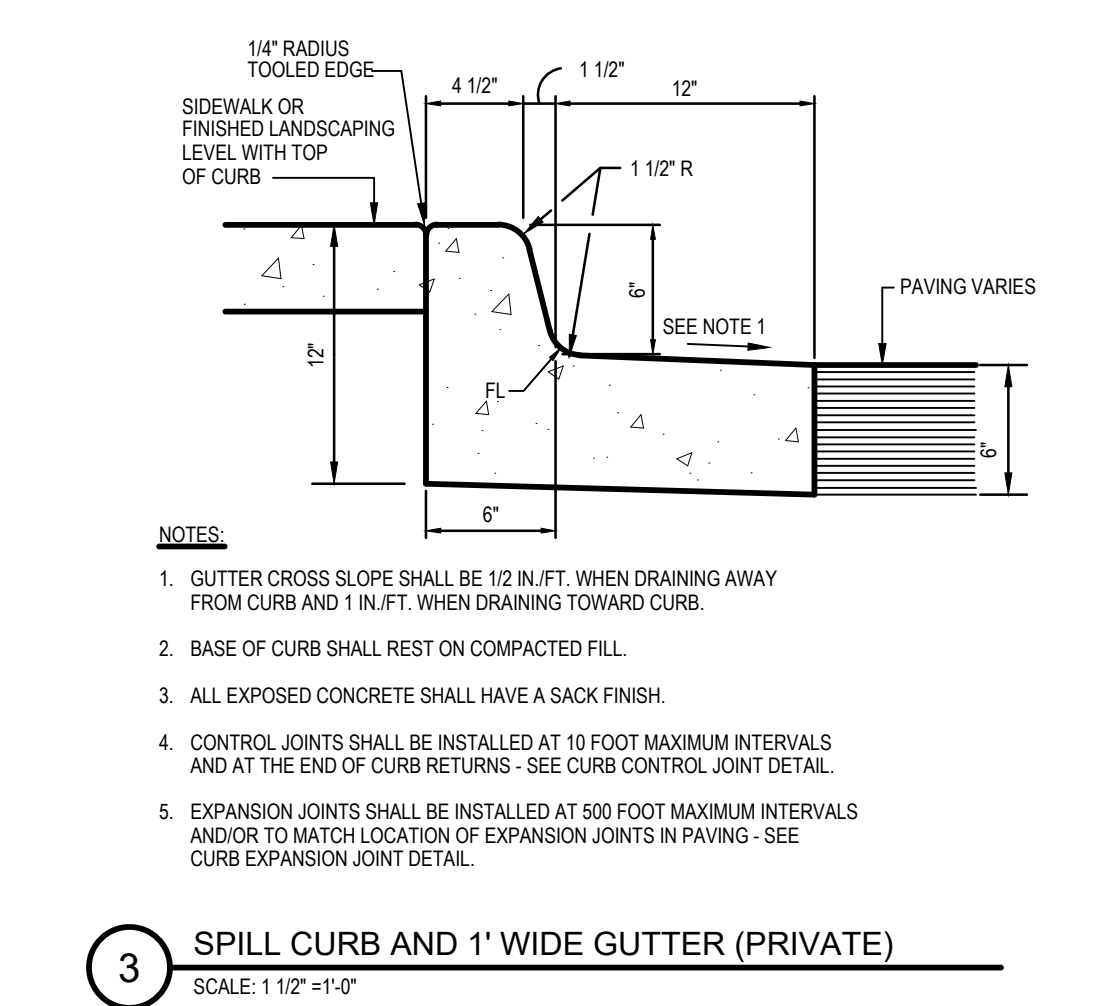 1/4" RADIUS
TOOLED EDGE
4 1/2"
1 1/2"
12"
SIDEWALK OR
FINISHED LANDSCAPING
LEVEL WITH TOP
OF CURB
1 1/2" R
6"
PAVING VARIES
SEE NOTE 1
12"
FL
6"
6"
NOTES:
1. GUTTER CROSS SLOPE SHALL BE 1/2 IN./FT. WHEN DRAINING AWAY
FROM CURB AND 1 IN./FT. WHEN DRAINING TOWARD CURB.
2. BASE OF CURB SHALL REST ON COMPACTED FILL.
3. ALL EXPOSED CONCRETE SHALL HAVE A SACK FINISH.
4. CONTROL JOINTS SHALL BE INSTALLED AT 10 FOOT MAXIMUM INTERVALS
AND AT THE END OF CURB RETURNS - SEE CURB CONTROL JOINT DETAIL.
5. EXPANSION JOINTS SHALL BE INSTALLED AT 500 FOOT MAXIMUM INTERVALS
AND/OR TO MATCH LOCATION OF EXPANSION JOINTS IN PAVING - SEE
CURB EXPANSION JOINT DETAIL.
3
SPILL CURB AND 1' WIDE GUTTER (PRIVATE)
SCALE: 1 1/2" =1'-0"